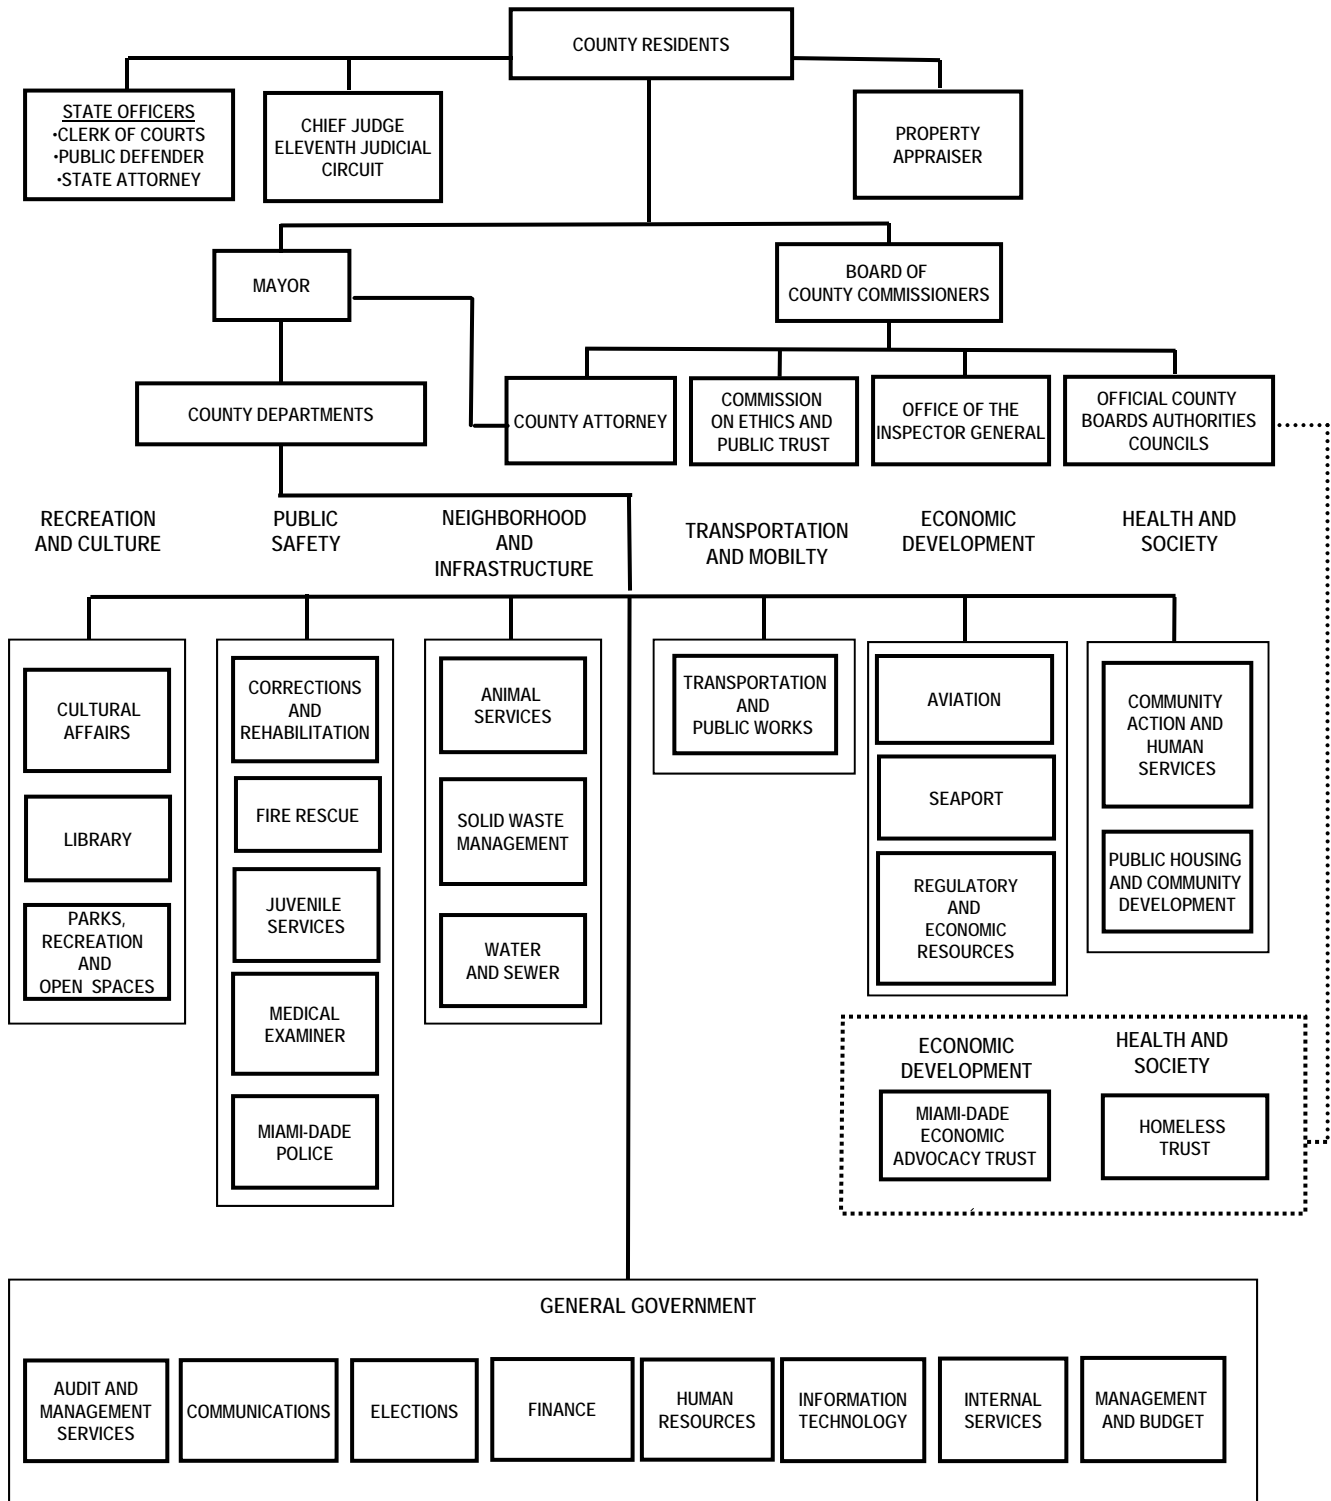 COUNTY RESIDENTS
STATE OFFICERS
•CLERK OF COURTS
•PUBLIC DEFENDER
•STATE ATTORNEY
CHIEF JUDGE
ELEVENTH JUDICIAL
CIRCUIT
PROPERTY
APPRAISER
MAYOR
BOARD OF
COUNTY COMMISSIONERS
COUNTY DEPARTMENTS
COUNTY ATTORNEY
COMMISSION
ON ETHICS AND
PUBLIC TRUST
OFFICE OF THE
INSPECTOR GENERAL
OFFICIAL COUNTY
BOARDS AUTHORITIES
COUNCILS
RECREATION
AND CULTURE
PUBLIC
SAFETY
NEIGHBORHOOD
AND
INFRASTRUCTURE
TRANSPORTATION
AND MOBILTY
ECONOMIC
DEVELOPMENT
HEALTH AND
SOCIETY
CULTURAL
AFFAIRS
LIBRARY
PARKS,
RECREATION
AND
OPEN SPACES
CORRECTIONS
AND
REHABILITATION
FIRE RESCUE
JUVENILE
SERVICES
MEDICAL
EXAMINER
MIAMI-DADE
POLICE
ANIMAL
SERVICES
SOLID WASTE
MANAGEMENT
WATER
AND SEWER
TRANSPORTATION
AND
PUBLIC WORKS
AVIATION
SEAPORT
REGULATORY
AND
ECONOMIC
RESOURCES
COMMUNITY
ACTION AND
HUMAN
SERVICES
PUBLIC HOUSING
AND COMMUNITY
DEVELOPMENT
ECONOMIC
DEVELOPMENT
MIAMI-DADE
ECONOMIC
ADVOCACY TRUST
HEALTH AND
SOCIETY
HOMELESS
TRUST
GENERAL GOVERNMENT
AUDIT AND
MANAGEMENT
SERVICES
COMMUNICATIONS
ELECTIONS
FINANCE
HUMAN
RESOURCES
INFORMATION
TECHNOLOGY
INTERNAL
SERVICES
MANAGEMENT
AND BUDGET